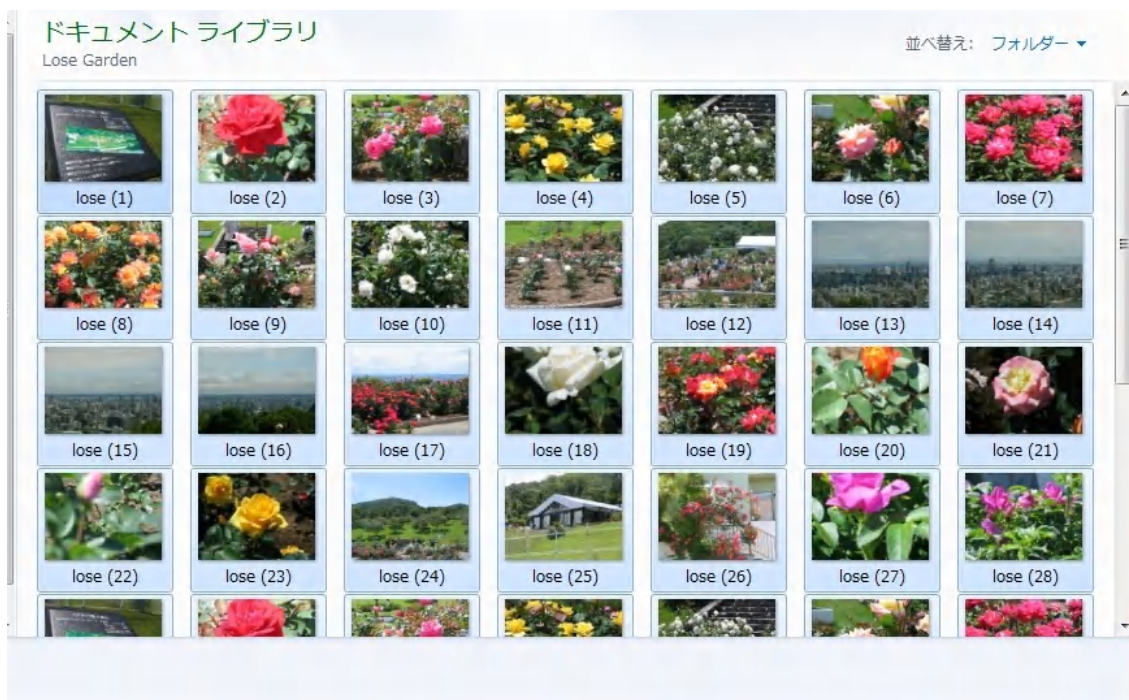 ドキュメント ライブラリ
Lose Garden
並べ替え: フォルダー
lose (1) lose (2) lose (3) lose (4) lose (5) lose (6) lose (7)
lose (8) lose (9) lose (10) lose (11) lose (12) lose (13) lose (14)
lose (15) lose (16) lose (17) lose (18) lose (19) lose (20) lose (21)
lose (22) lose (23) lose (24) lose (25) lose (26) lose (27) lose (28)